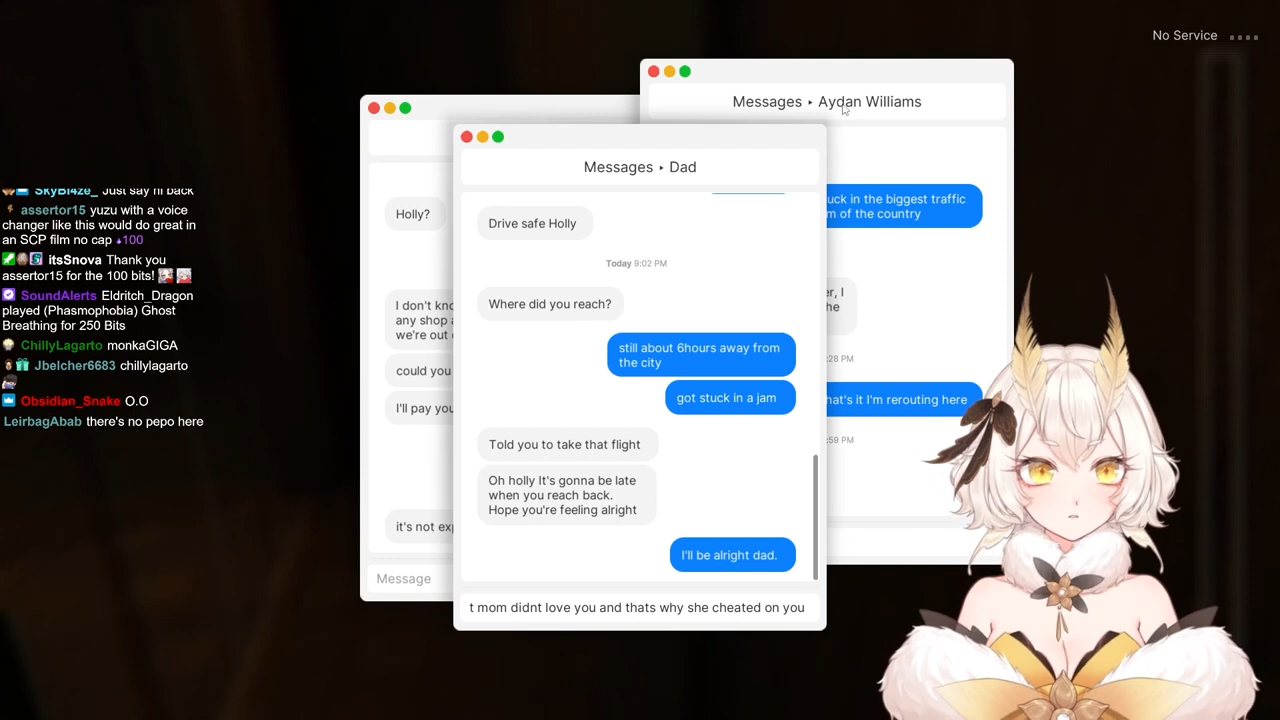 No Service
SkyBl4ze_ Just say hi back
assertor15 yuzu with a voice
changer like this would do great in
an SCP film no cap 100
itsSnova Thank you
assertor15 for the 100 bits!
SoundAlerts Eldritch_Dragon
played (Phasmophobia) Ghost
Breathing for 250 Bits
ChillyLagarto monkaGIGA
Jbelcher6683 chillylagarto
Obsidian_Snake O.O
LeirbagAbab there's no pepo here
Holly?
I don't kno
any shop a
we're out
could you
I'll pay you
it's not exp
Message
Messages ▸ Dad
Drive safe Holly
Today 9:02 PM
Where did you reach?
still about 6hours away from
the city
got stuck in a jam
Told you to take that flight
Oh holly It's gonna be late
when you reach back.
Hope you're feeling alright
I'll be alright dad.
t mom didnt love you and thats why she cheated on you
Messages ▸ Aydan Williams
uck in the biggest traffic
m of the country
er, I
he
:28 PM
hat's it I'm rerouting here
:59 PM